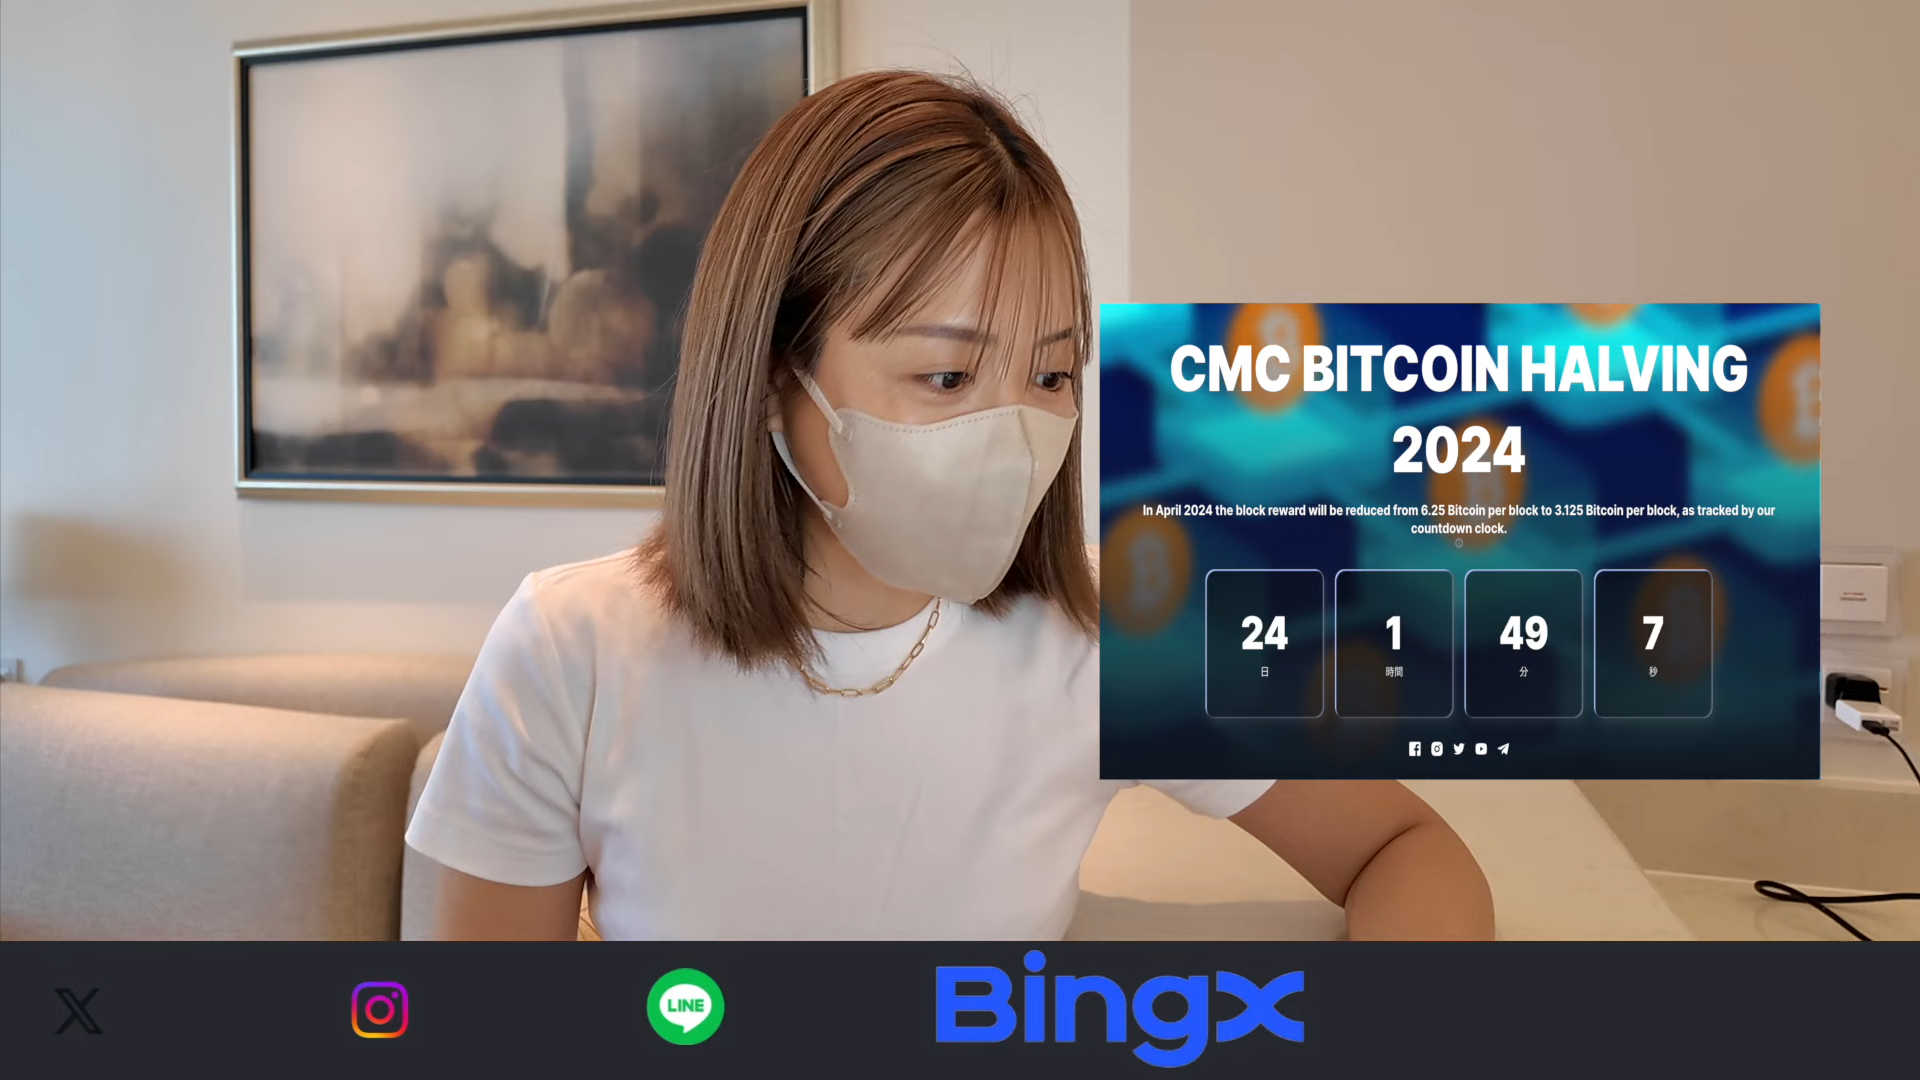 CMC BITCOIN HALVING
2024
In April 2024 the block reward will be reduced from 6.25 Bitcoin per block to 3.125 Bitcoin per block, as tracked by our
countdown clock.
24
日
1
時間
49
分
7
秒
LINE
BingX